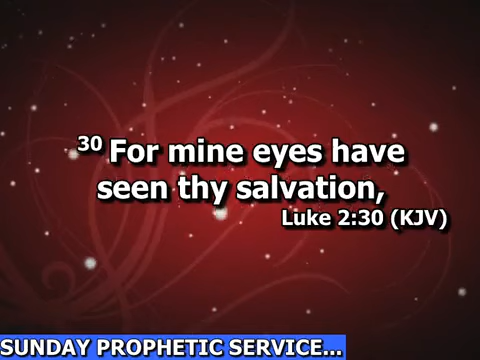 30 For mine eyes have
seen thy salvation,
Luke 2:30 (KJV)
SUNDAY PROPHETIC SERVICE...